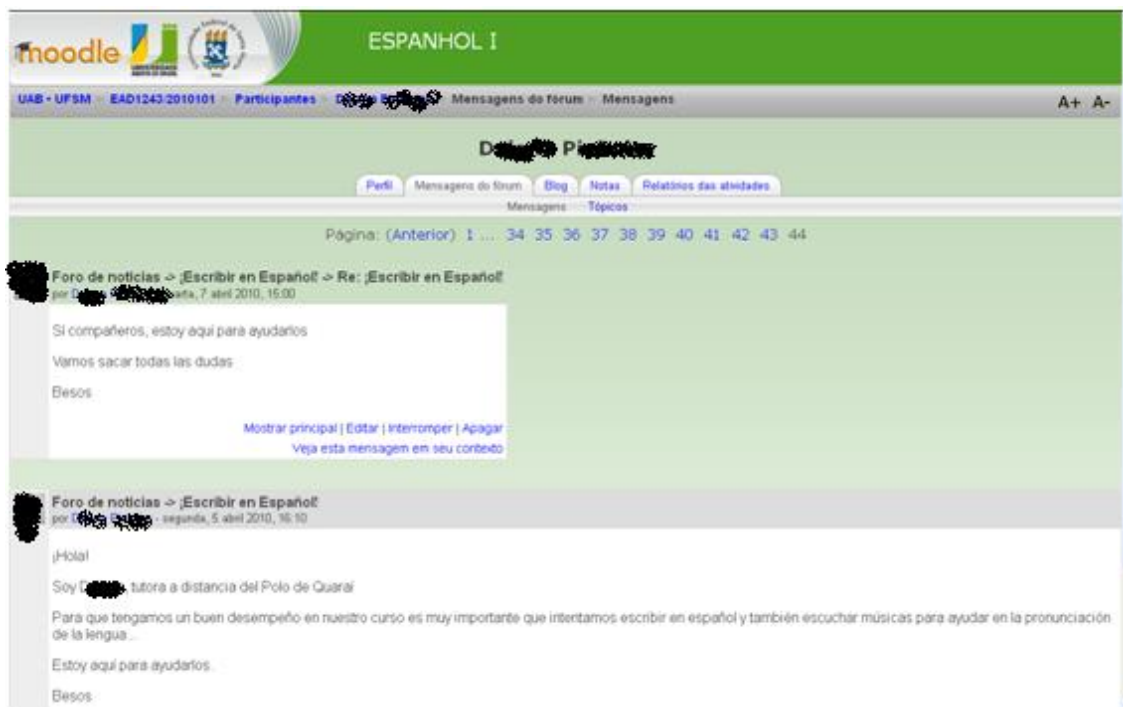 moodle
ESPANHOL I
UAB - UFSM EAD1243/2010101 Participantes Mensagens do fórum Mensagens A+ A-
D P
Perfil Mensagens do fórum Blog Notas Relatórios das atividades
Mensagens Tópicos
Página: (Anterior) 1 ... 34 35 36 37 38 39 40 41 42 43 44
Foro de noticias -> ¡Escribir en Español! -> Re: ¡Escribir en Español!
por D arta, 7 abril 2010, 15:00
Sí compañeros, estoy aquí para ayudarlos
Vamos sacar todas las dudas
Besos
Mostrar principal | Editar | Interromper | Apagar
Veja esta mensagem em seu contexto
Foro de noticias -> ¡Escribir en Español!
por D - segunda, 5 abril 2010, 16:10
¡Hola!
Soy D , tutora a distancia del Polo de Quaraí
Para que tengamos un buen desempeño en nuestro curso es muy importante que intentamos escribir en español y también escuchar músicas para ayudar en la pronunciación
de la lengua...
Estoy aquí para ayudarlos.
Besos